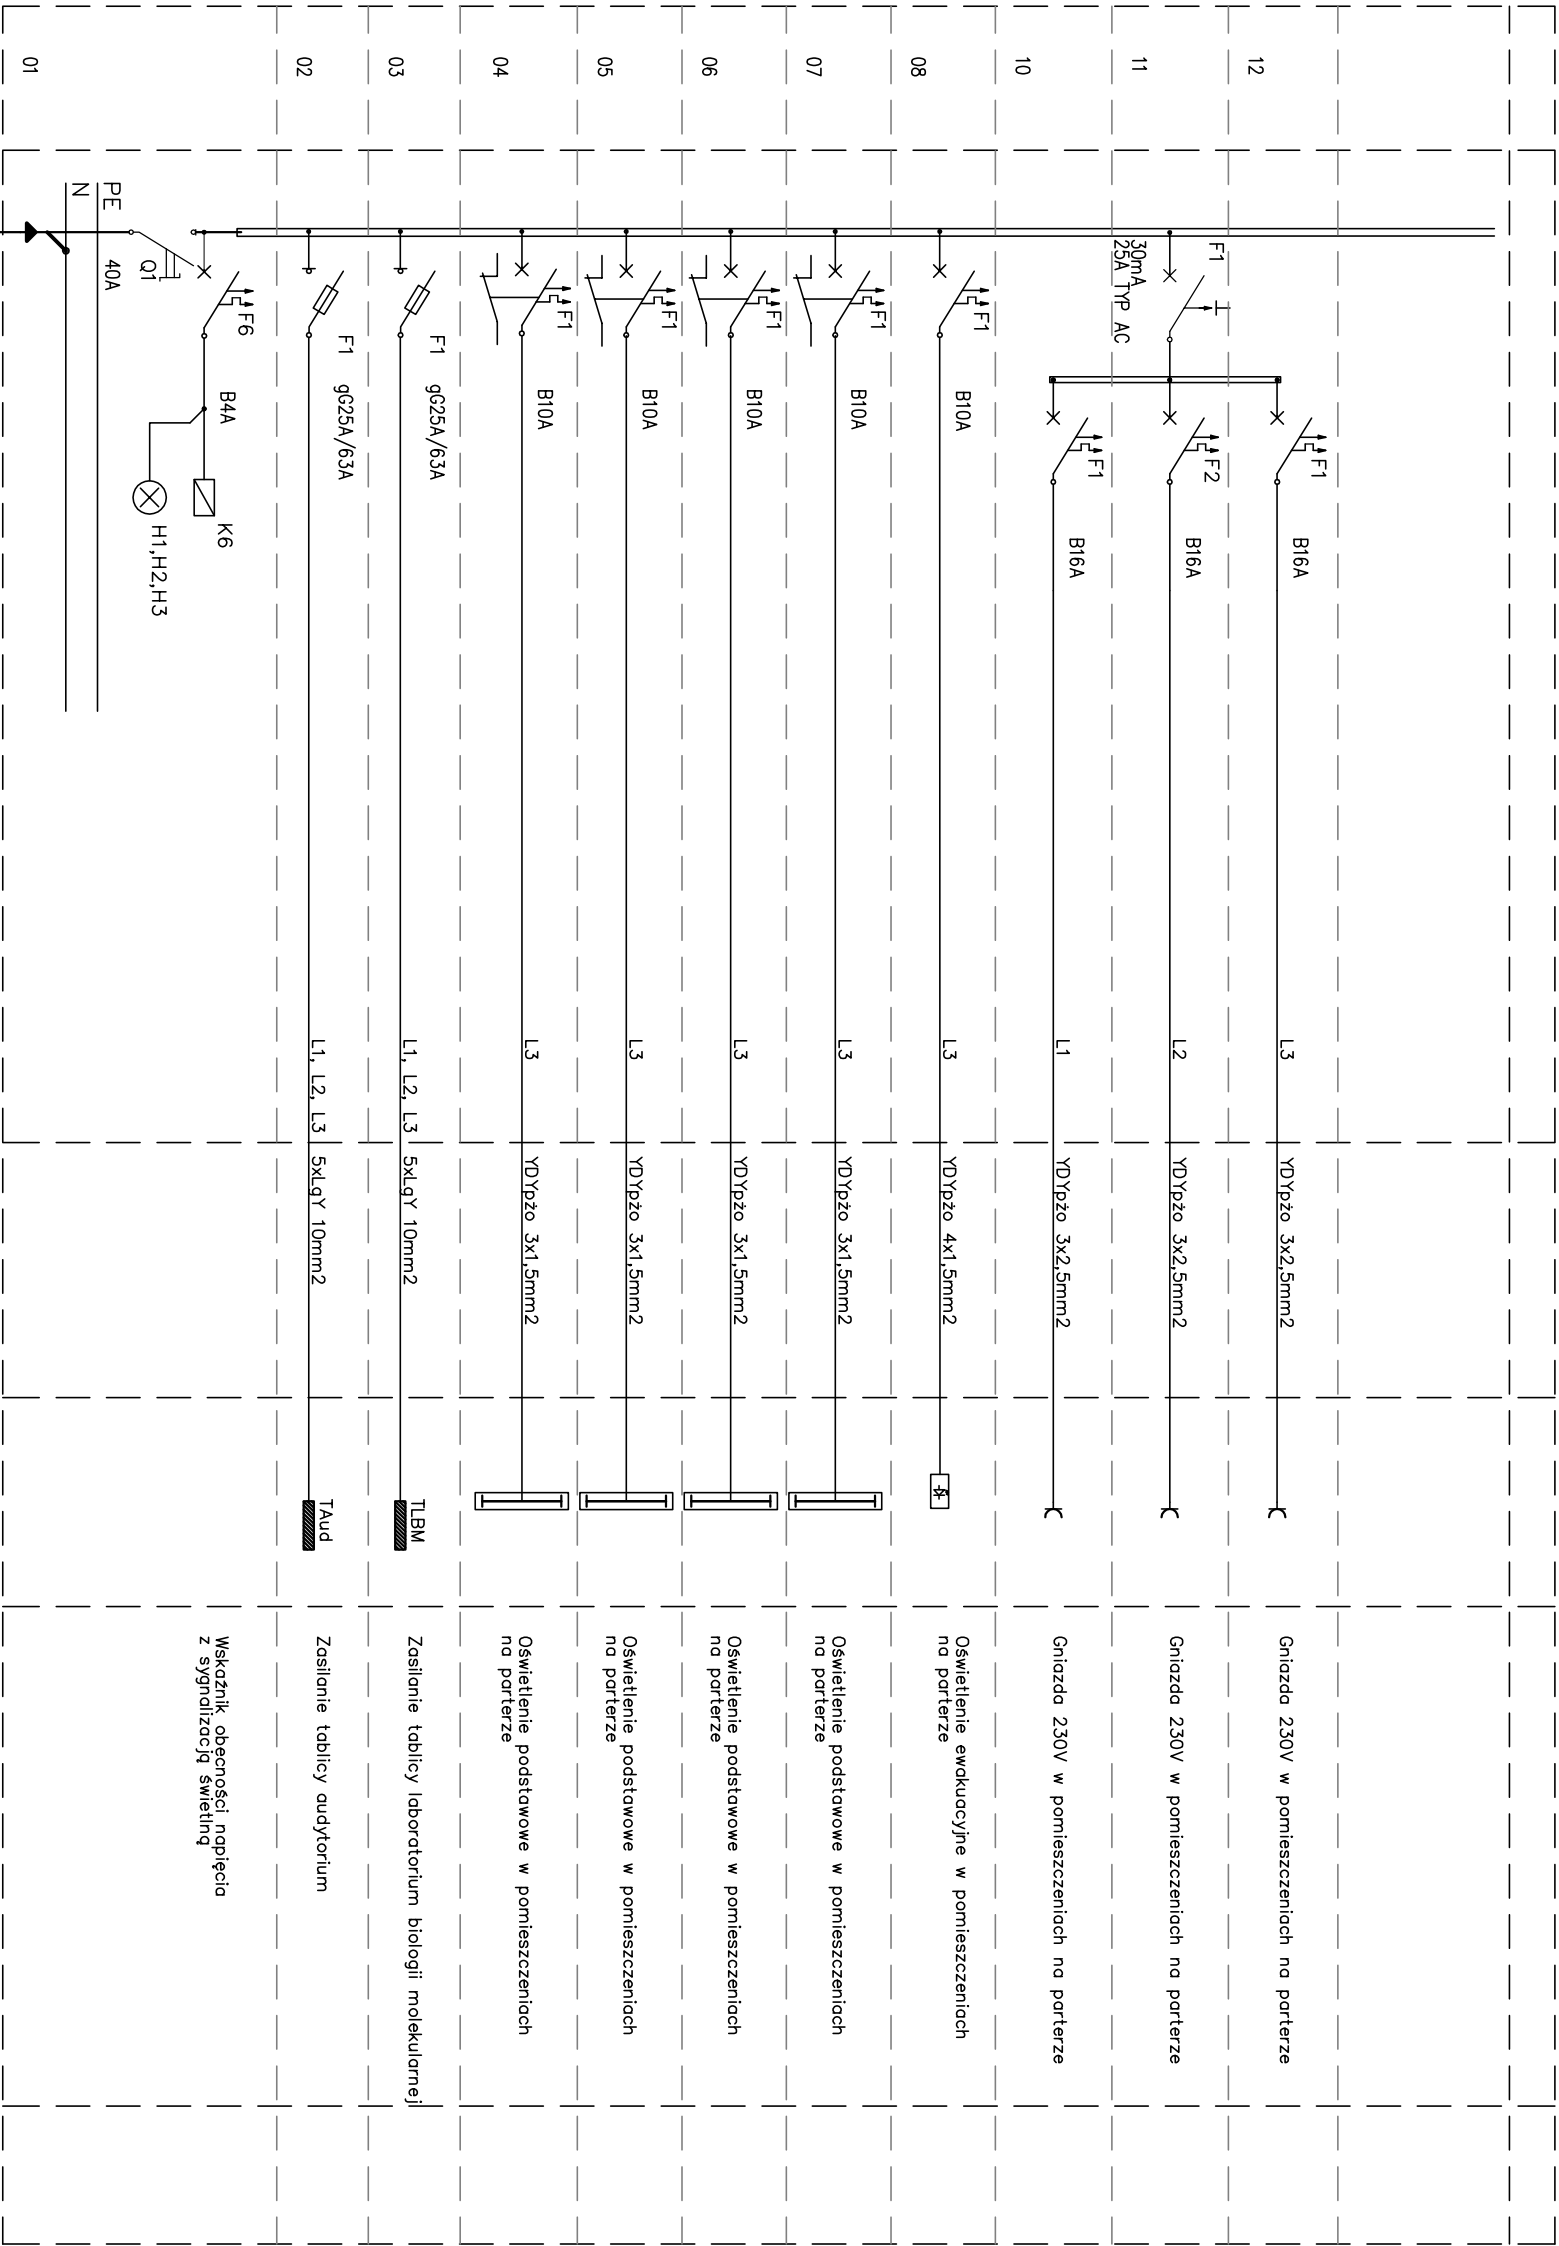 01
PE
N
40A
Q1
F6
B4A
K6
H1,H2,H3
Wskaźnik obecności napięcia
z sygnalizacją świetlną
02
F1 gG25A/63A
L1, L2, L3
5xLgY 10mm2
TAud
Zasilanie tablicy audytorium
03
F1 gG25A/63A
L1, L2, L3
5xLgY 10mm2
TLBM
Zasilanie tablicy laboratorium biologii molekularnej
04
F1
B10A
L3
YDYpżo 3x1,5mm2
Oświetlenie podstawowe w pomieszczeniach
na parterze
05
F1
B10A
L3
YDYpżo 3x1,5mm2
Oświetlenie podstawowe w pomieszczeniach
na parterze
06
F1
B10A
L3
YDYpżo 3x1,5mm2
Oświetlenie podstawowe w pomieszczeniach
na parterze
07
F1
B10A
L3
YDYpżo 3x1,5mm2
Oświetlenie podstawowe w pomieszczeniach
na parterze
08
F1
B10A
L3
YDYpżo 4x1,5mm2
Oświetlenie ewakuacyjne w pomieszczeniach
na parterze
10
F1
B16A
L1
YDYpżo 3x2,5mm2
Gniazda 230V w pomieszczeniach na parterze
11
F1
30mA
25A TYP AC
F2
B16A
L2
YDYpżo 3x2,5mm2
Gniazda 230V w pomieszczeniach na parterze
12
F1
B16A
L3
YDYpżo 3x2,5mm2
Gniazda 230V w pomieszczeniach na parterze